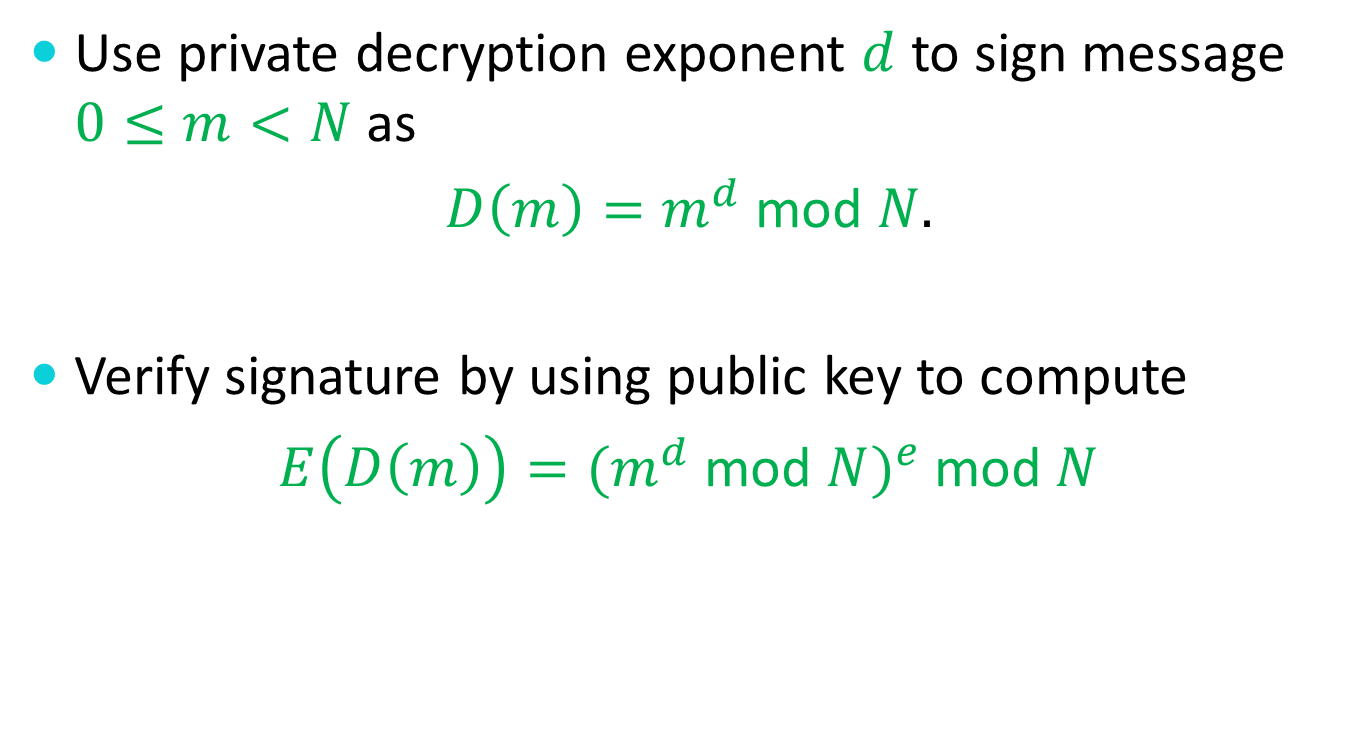 • Use private decryption exponent d to sign message
0 ≤ m < N as
D(m) = m^d mod N.
• Verify signature by using public key to compute
E(D(m)) = (m^d mod N)^e mod N